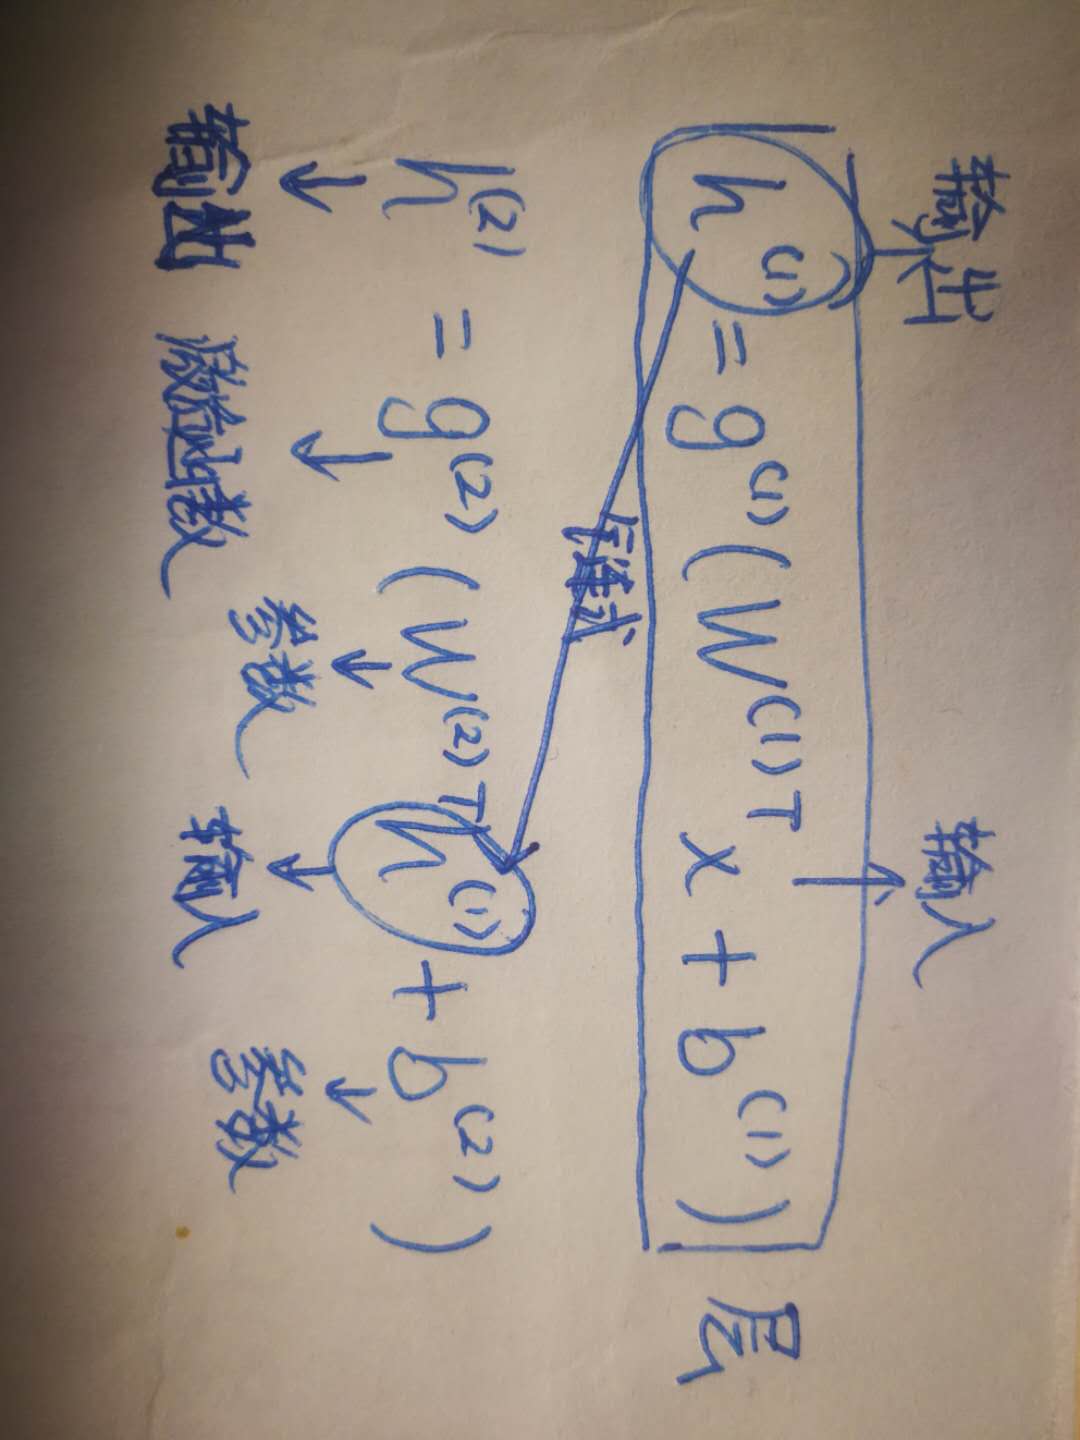 输出 输入
h⁽¹⁾ = g⁽¹⁾(W⁽¹⁾ᵀ x + b⁽¹⁾) 层
链式
h⁽²⁾ = g⁽²⁾(W⁽²⁾ᵀ h⁽¹⁾ + b⁽²⁾)
输出 激活函数 参数 输入 参数